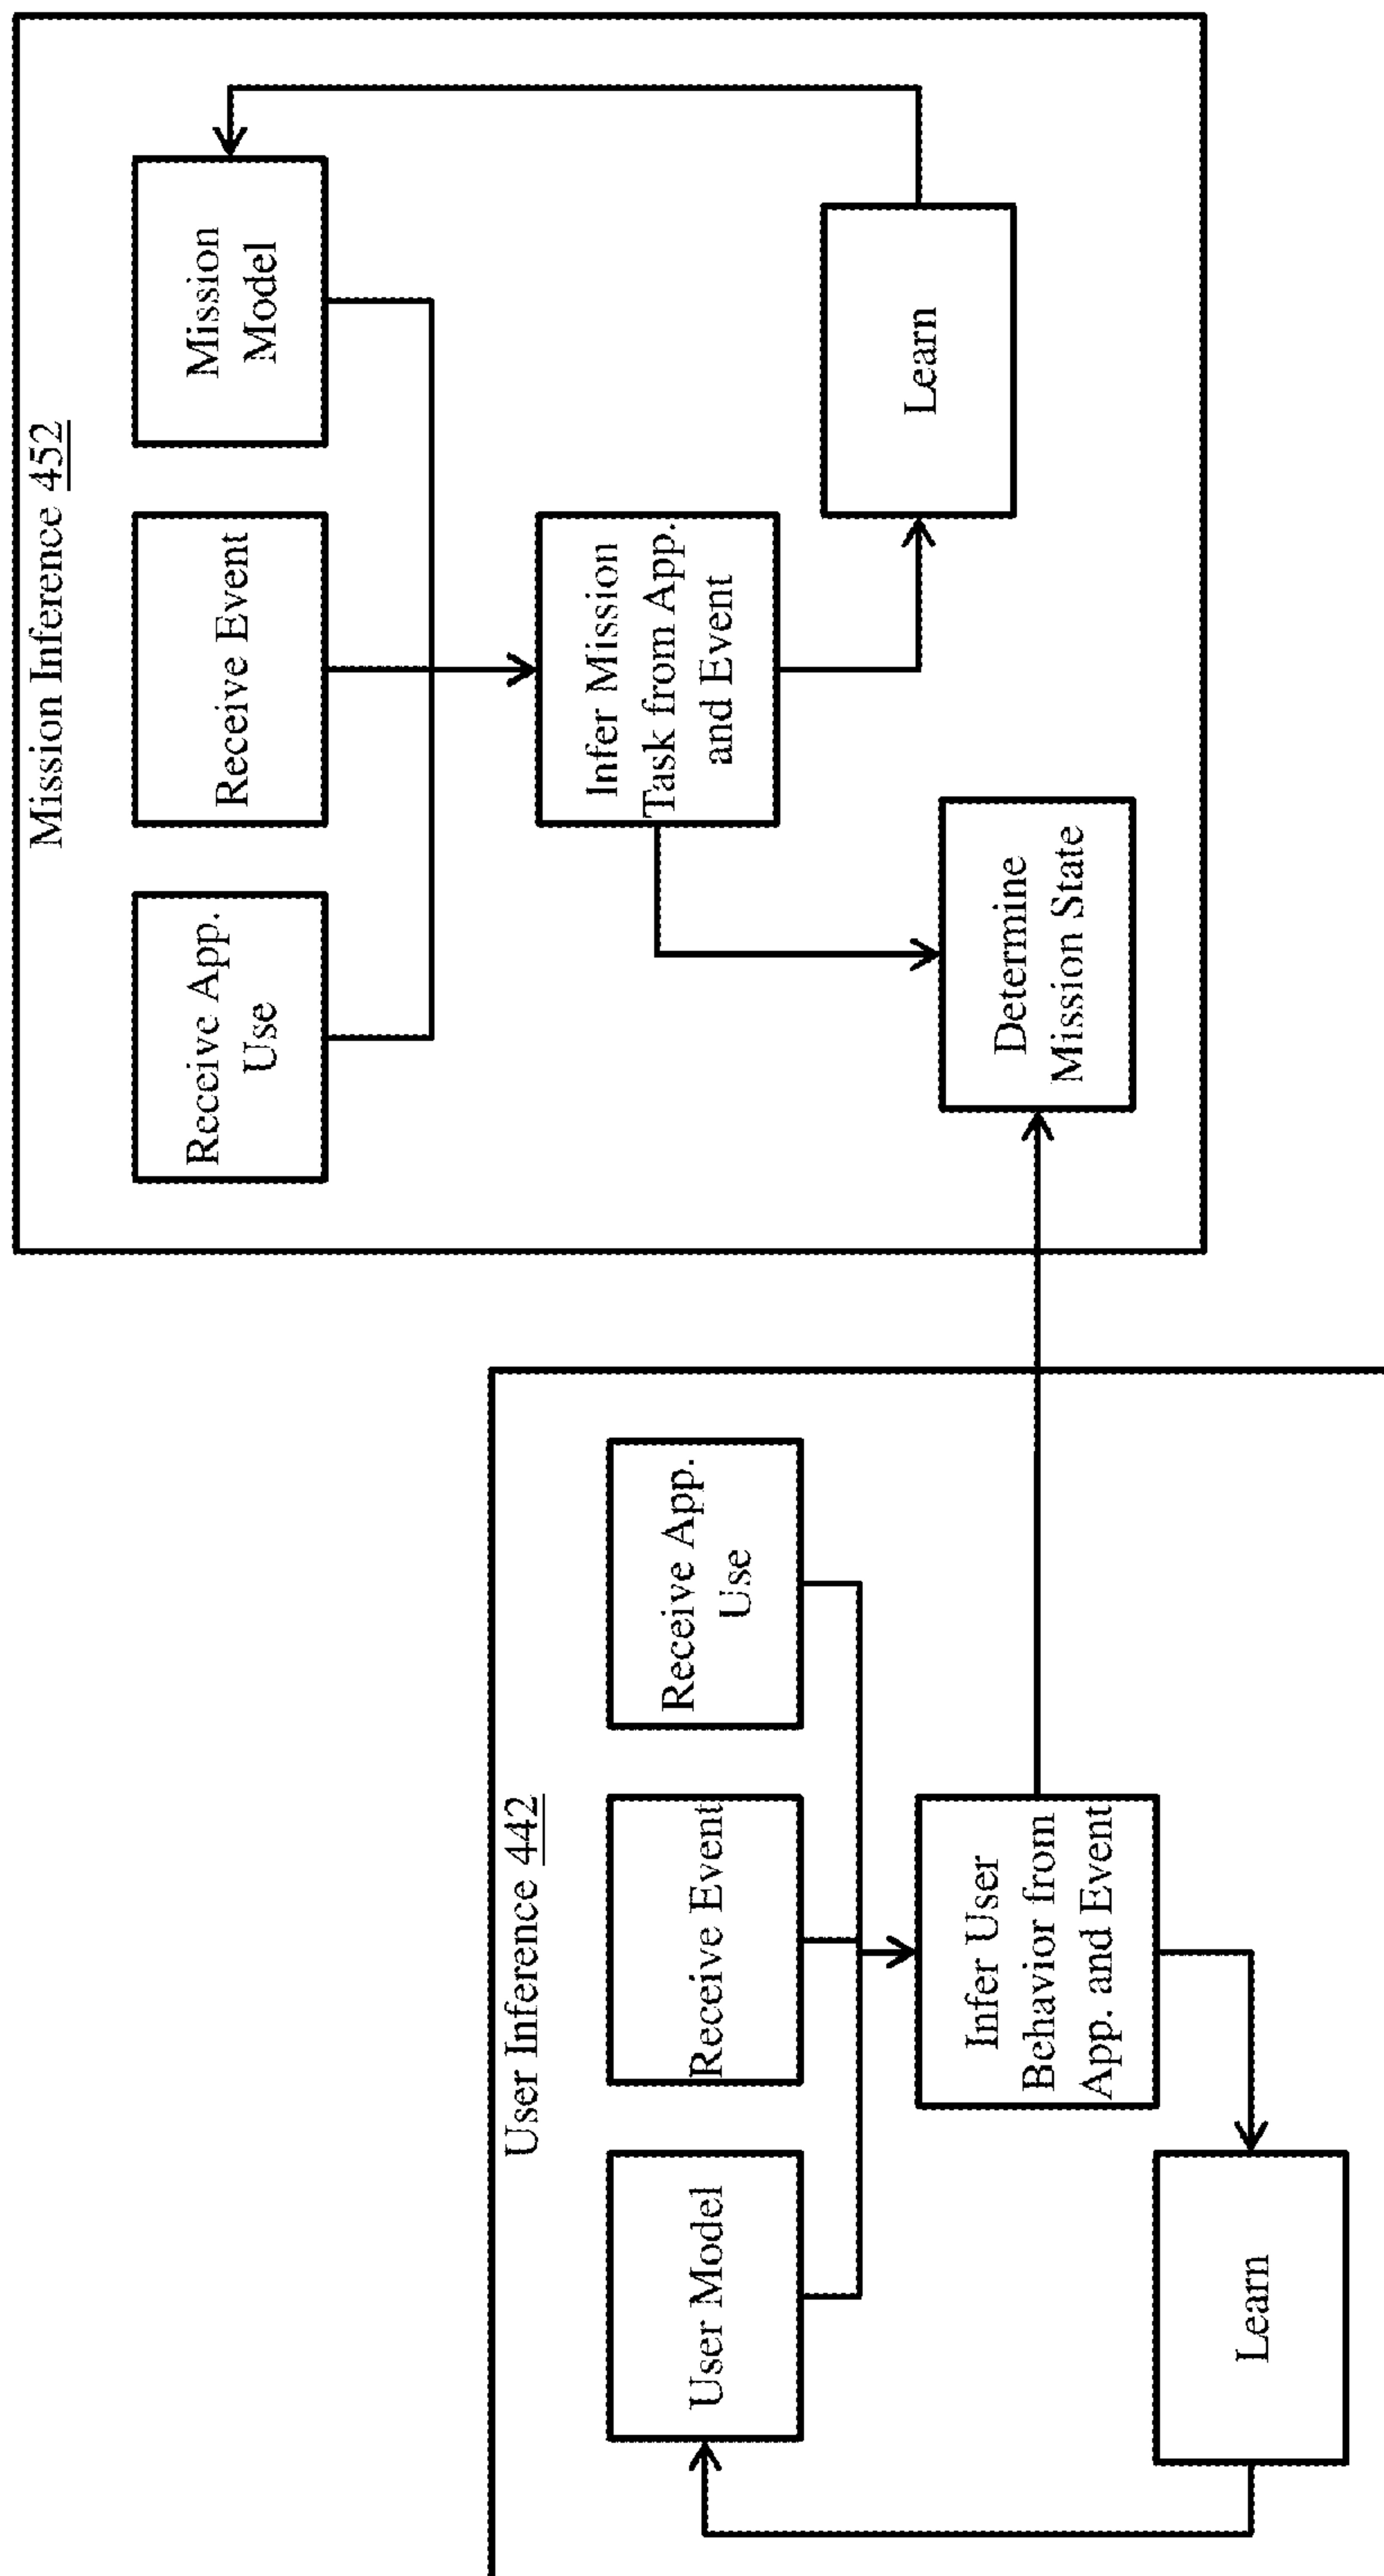 User Inference 442
User Model
Receive Event
Receive App.
Use
Infer User
Behavior from
App. and Event
Learn
Mission Inference 452
Receive App.
Use
Receive Event
Mission
Model
Infer Mission
Task from App.
and Event
Determine
Mission State
Learn